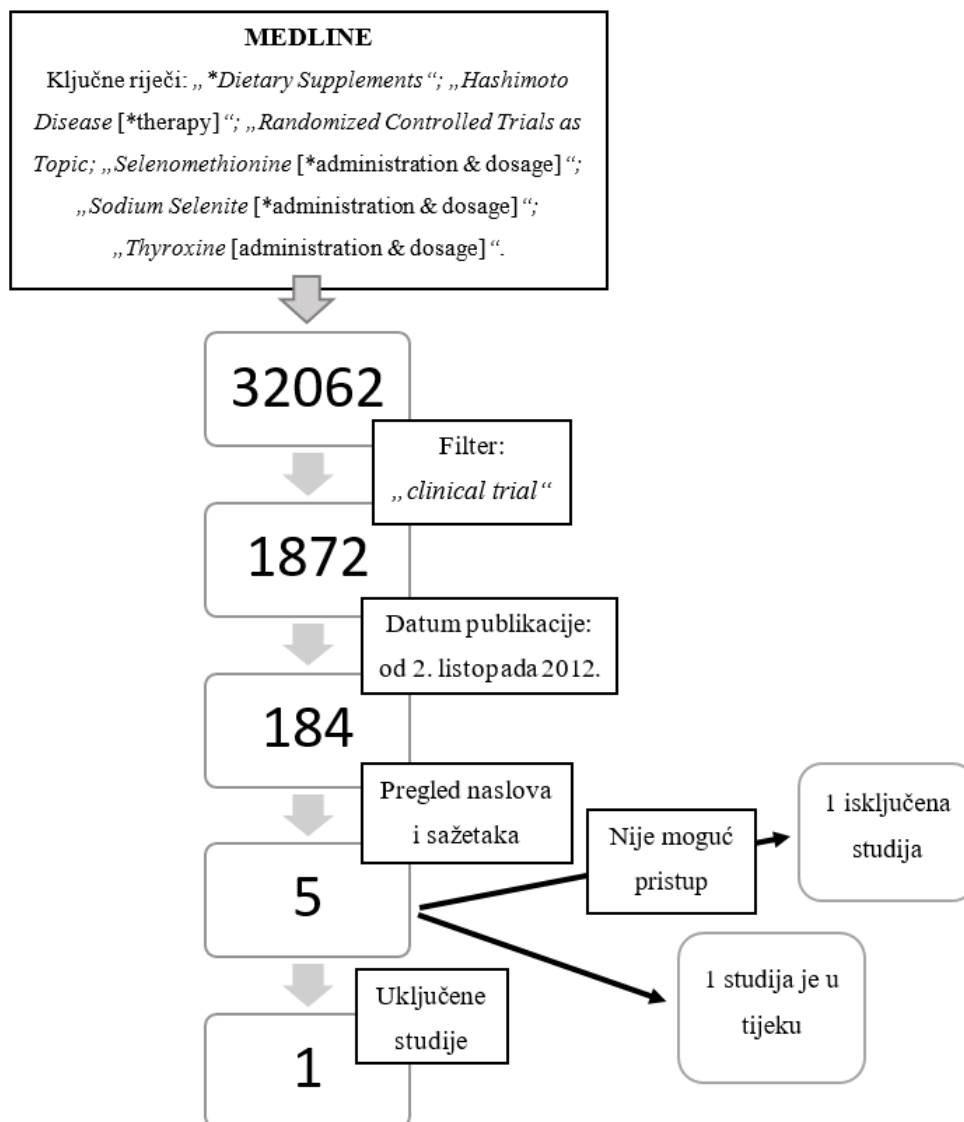 MEDLINE
Ključne riječi: „*Dietary Supplements“; „Hashimoto
Disease [*therapy]“; „Randomized Controlled Trials as
Topic; „Selenomethionine [*administration & dosage]“;
„Sodium Selenite [*administration & dosage]“;
„Thyroxine [administration & dosage]“.
32062
Filter:
„clinical trial“
1872
Datum publikacije:
od 2. listopada 2012.
184
Pregled naslova
i sažetaka
5
Nije moguć
pristup
1 isključena
studija
1 studija je u
tijeku
Uključene
studije
1